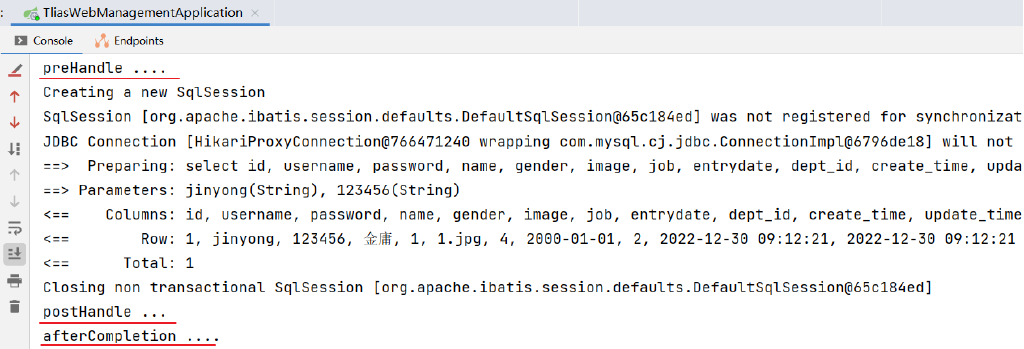 : TliasWebManagementApplication ×
Console Endpoints
preHandle ....
Creating a new SqlSession
SqlSession [org.apache.ibatis.session.defaults.DefaultSqlSession@65c184ed] was not registered for synchronizat
JDBC Connection [HikariProxyConnection@766471240 wrapping com.mysql.cj.jdbc.ConnectionImpl@6796de18] will not
==>  Preparing: select id, username, password, name, gender, image, job, entrydate, dept_id, create_time, upda
==> Parameters: jinyong(String), 123456(String)
<==    Columns: id, username, password, name, gender, image, job, entrydate, dept_id, create_time, update_time
<==        Row: 1, jinyong, 123456, 金庸, 1, 1.jpg, 4, 2000-01-01, 2, 2022-12-30 09:12:21, 2022-12-30 09:12:21
<==      Total: 1
Closing non transactional SqlSession [org.apache.ibatis.session.defaults.DefaultSqlSession@65c184ed]
postHandle ...
afterCompletion ....